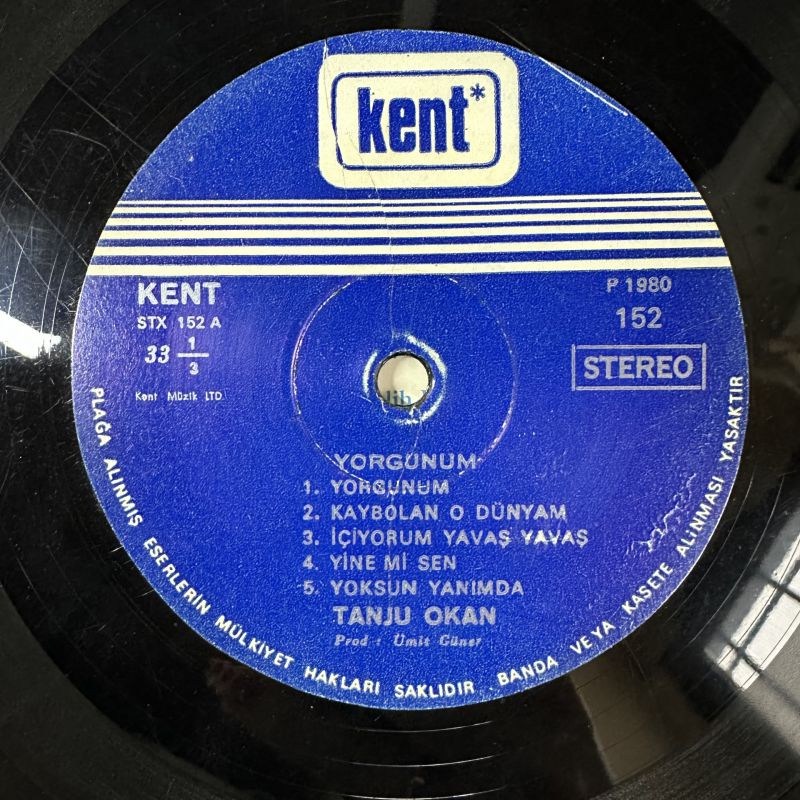 kent*
KENT
STX 152 A
33 1/3
Kent Müzik LTD
P 1980
152
STEREO
YORGUNUM
1. YORGUNUM
2. KAYBOLAN O DÜNYAM
3. İÇİYORUM YAVAŞ YAVAŞ
4. YİNE Mİ SEN
5. YOKSUN YANIMDA
TANJU OKAN
Prod : Ümit Güner
PLAĞA ALINMIŞ ESERLERİN MÜLKİYET HAKLARI SAKLIDIR BANDA VEYA KASETE ALINMASI YASAKTIR